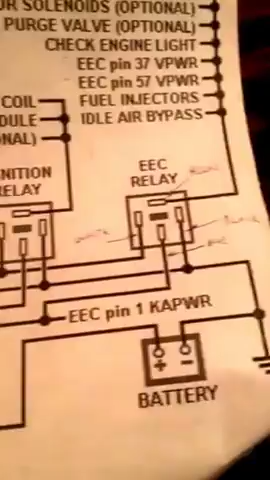 OR SOLENOIDS (OPTIONAL)
PURGE VALVE (OPTIONAL)
CHECK ENGINE LIGHT
EEC pin 37 VPWR
EEC pin 57 VPWR
COIL
FUEL INJECTORS
DULE
IDLE AIR BYPASS
ONAL)
NITION
RELAY
EEC
RELAY
EEC pin 1 KAPWR
+ -
BATTERY